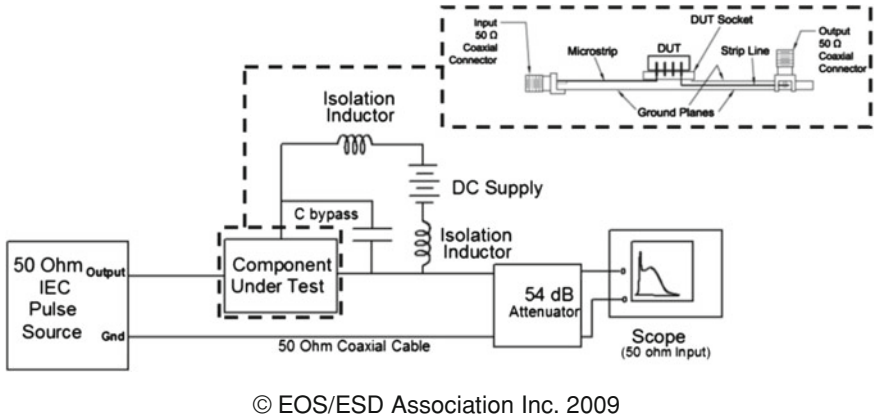 Input
50 Ω
Coaxial
Connector
Microstrip
DUT
DUT Socket
Strip Line
Output
50 Ω
Coaxial
Connector
Ground Planes
Isolation
Inductor
DC Supply
C bypass
Isolation
Inductor
50 Ohm
IEC
Pulse
Source
Output
Gnd
Component
Under Test
54 dB
Attenuator
50 Ohm Coaxial Cable
Scope
(50 ohm Input)
© EOS/ESD Association Inc. 2009